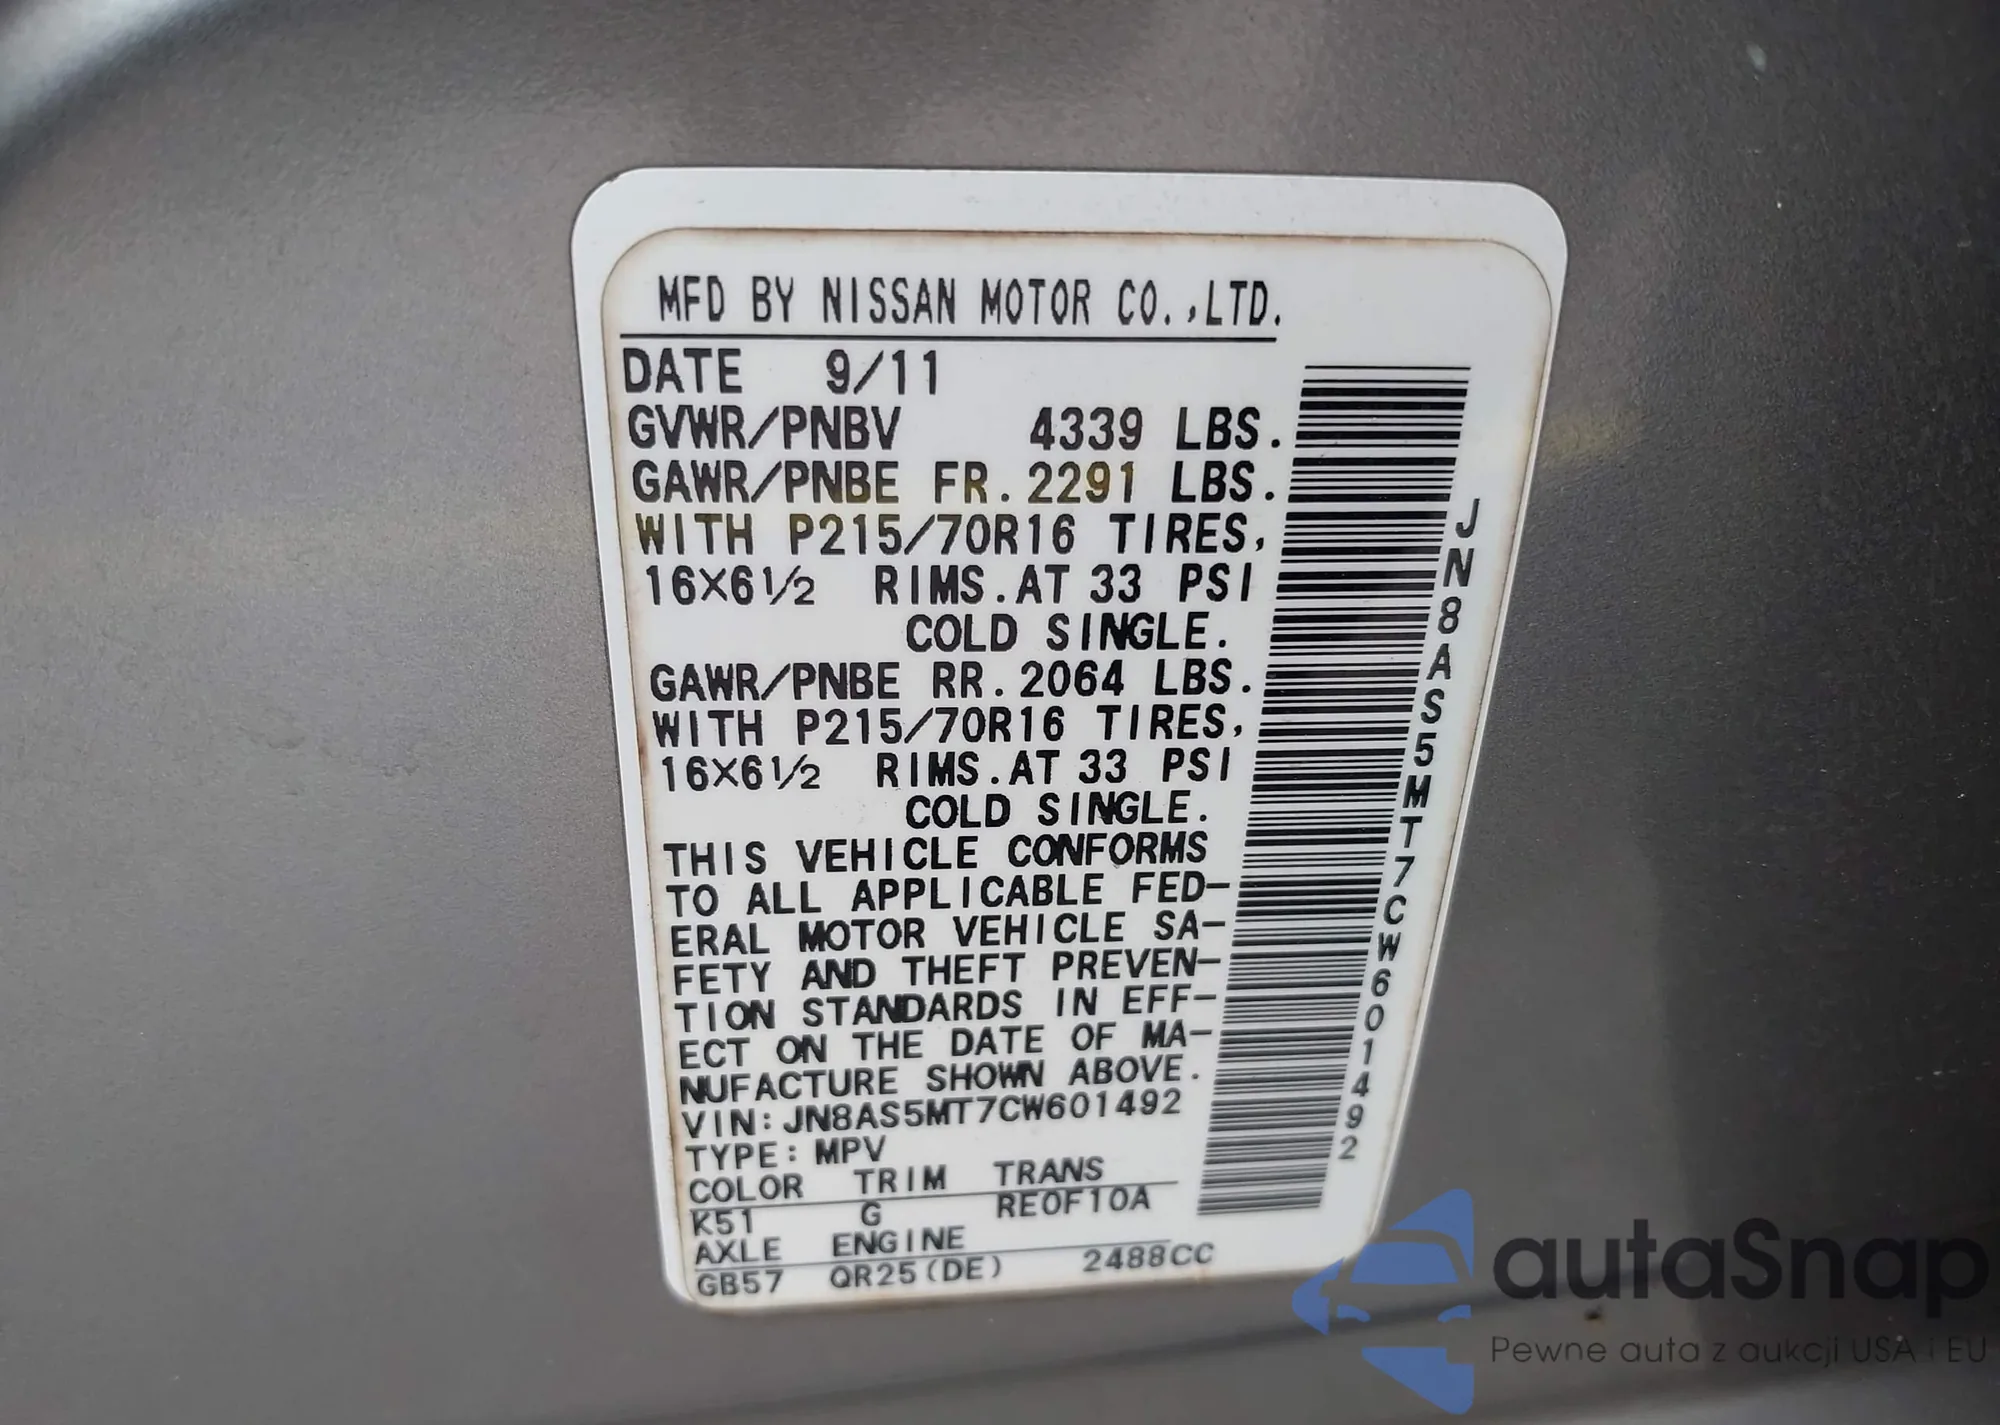 MFD BY NISSAN MOTOR CO.,LTD.
DATE 9/11
GVWR/PNBV 4339 LBS.
GAWR/PNBE FR.2291 LBS.
WITH P215/70R16 TIRES,
16×6½ RIMS.AT 33 PSI
COLD SINGLE.
GAWR/PNBE RR.2064 LBS.
WITH P215/70R16 TIRES,
16×6½ RIMS.AT 33 PSI
COLD SINGLE.
THIS VEHICLE CONFORMS
TO ALL APPLICABLE FED-
ERAL MOTOR VEHICLE SA-
FETY AND THEFT PREVEN-
TION STANDARDS IN EFF-
ECT ON THE DATE OF MA-
NUFACTURE SHOWN ABOVE.
VIN:JN8AS5MT7CW601492
TYPE:MPV
COLOR TRIM TRANS
K51 G RE0F10A
AXLE ENGINE
GB57 QR25(DE) 2488CC
JN8AS5MT7CW601492
autaSnap
Pewne auta z aukcji USA i EU